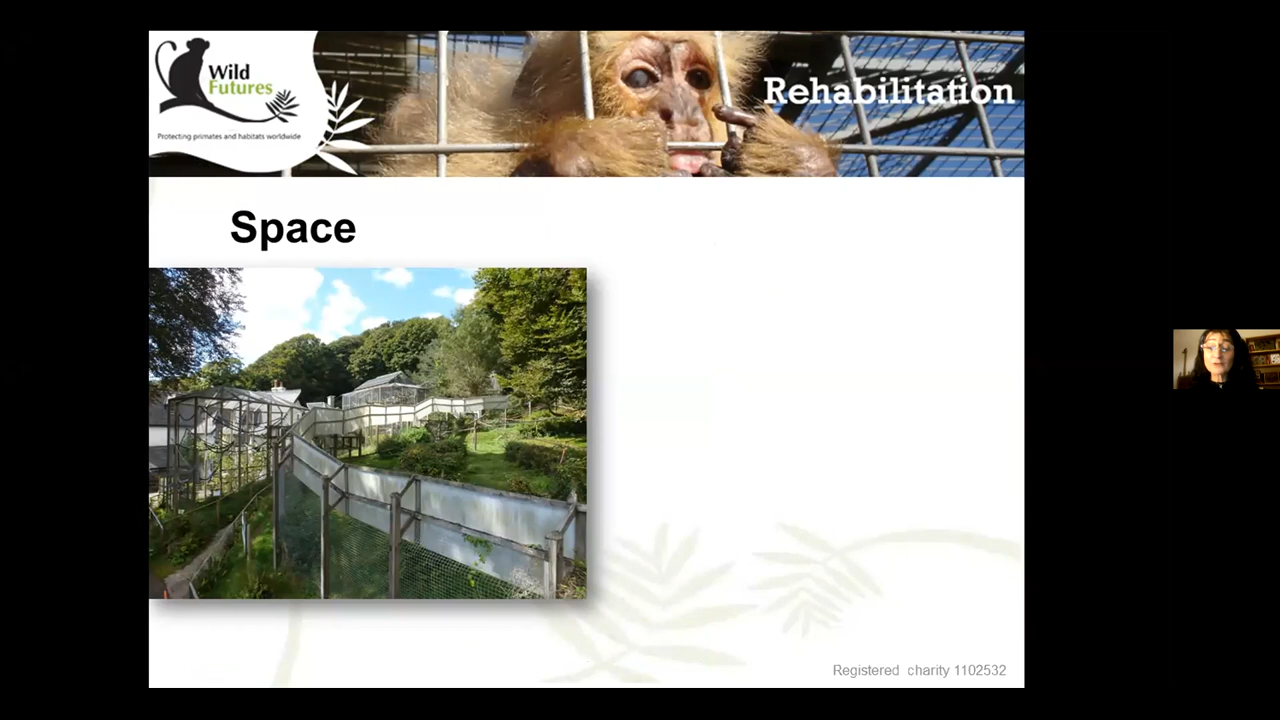 Wild
Futures
Protecting primates and habitats worldwide
Rehabilitation
Space
Registered charity 1102532